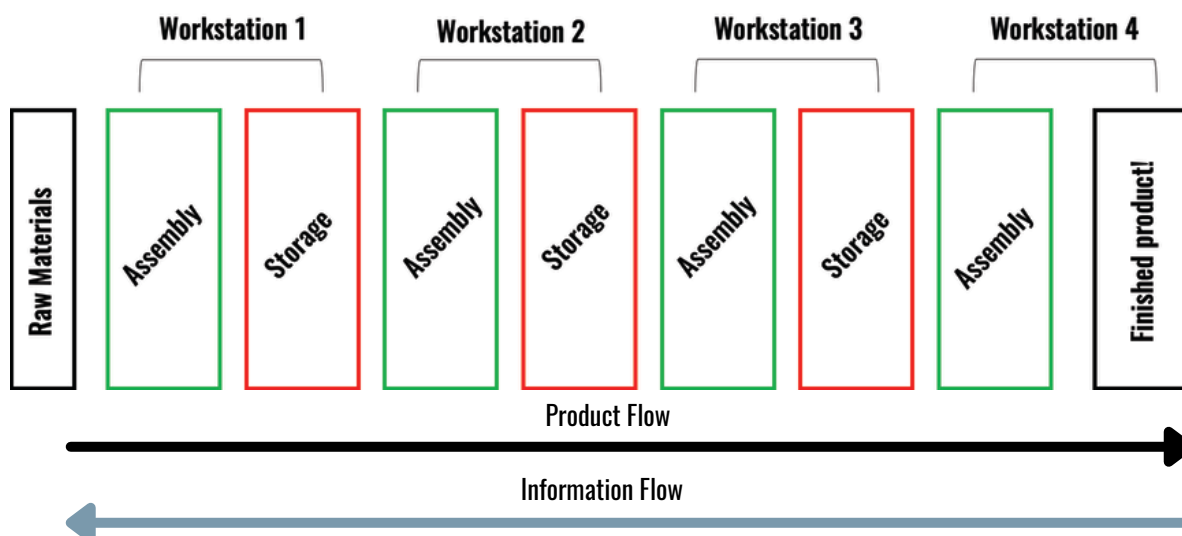 Workstation 1
Workstation 2
Workstation 3
Workstation 4
Raw Materials
Assembly
Storage
Assembly
Storage
Assembly
Storage
Assembly
Finished product!
Product Flow
Information Flow